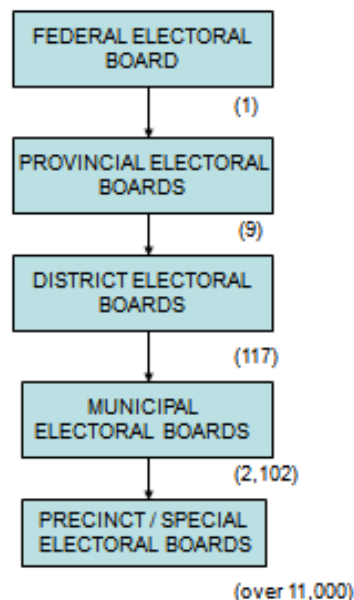 FEDERAL ELECTORAL
BOARD
(1)
PROVINCIAL ELECTORAL
BOARDS
(9)
DISTRICT ELECTORAL
BOARDS
(117)
MUNICIPAL
ELECTORAL BOARDS
(2,102)
PRECINCT / SPECIAL
ELECTORAL BOARDS
(over 11,000)